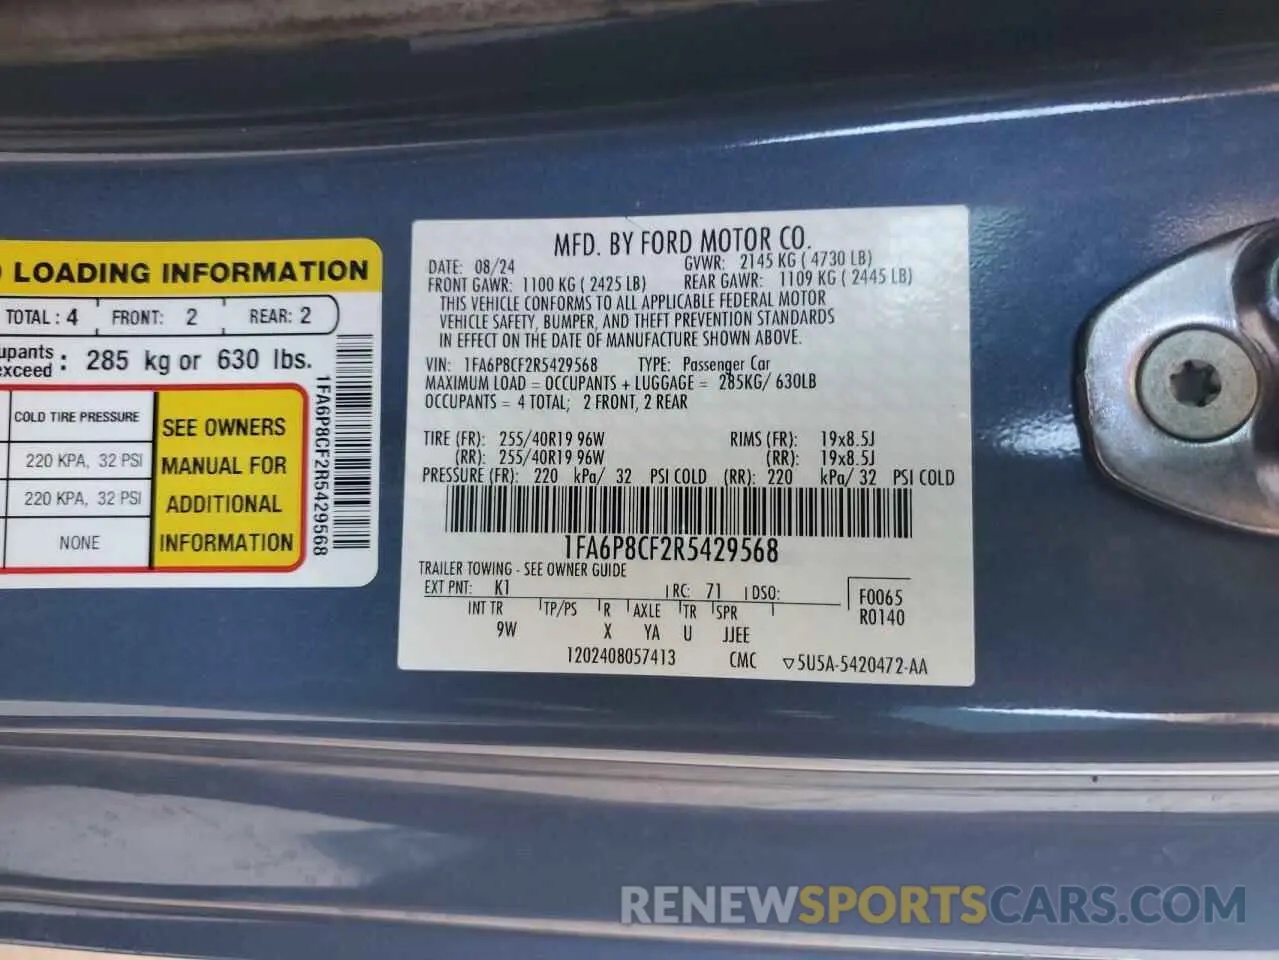 LOADING INFORMATION
TOTAL: 4 FRONT: 2 REAR: 2
285 kg or 630 lbs.
COLD TIRE PRESSURE
220 KPA, 32 PSI
220 KPA, 32 PSI
NONE
SEE OWNERS
MANUAL FOR
ADDITIONAL
INFORMATION
1FA6P8CF2R5429568
MFD. BY FORD MOTOR CO.
DATE: 08/24 GVWR: 2145 KG ( 4730 LB)
FRONT GAWR: 1100 KG ( 2425 LB) REAR GAWR: 1109 KG ( 2445 LB)
THIS VEHICLE CONFORMS TO ALL APPLICABLE FEDERAL MOTOR
VEHICLE SAFETY, BUMPER, AND THEFT PREVENTION STANDARDS
IN EFFECT ON THE DATE OF MANUFACTURE SHOWN ABOVE.
VIN: 1FA6P8CF2R5429568 TYPE: Passenger Car
MAXIMUM LOAD = OCCUPANTS + LUGGAGE = 285KG/ 630LB
OCCUPANTS = 4 TOTAL; 2 FRONT, 2 REAR
TIRE (FR): 255/40R19 96W RIMS (FR): 19x8.5J
(RR): 255/40R19 96W (RR): 19x8.5J
PRESSURE (FR): 220 kPa/ 32 PSI COLD (RR): 220 kPa/ 32 PSI COLD
1FA6P8CF2R5429568
TRAILER TOWING - SEE OWNER GUIDE
EXT PNT: K1 RC: 71 DSO:
INT TR TP/PS R AXLE TR SPR
9W X YA U JJEE
F0065
R0140
1202408057413 CMC ▽5U5A-5420472-AA
RENEWSPORTSCARS.COM